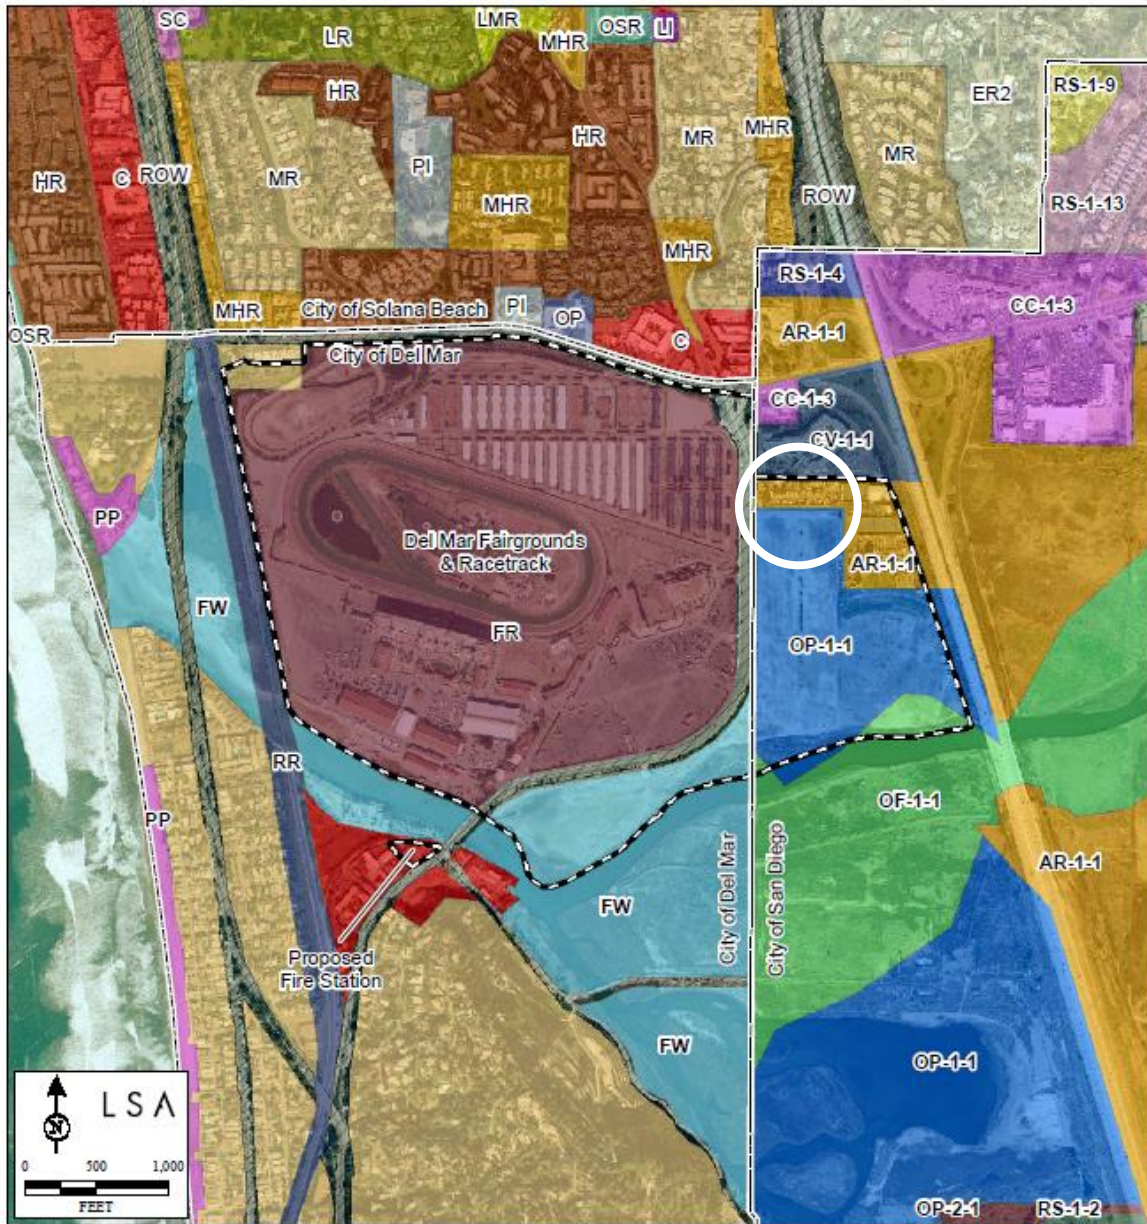 SC
LR
LMR
MHR
OSR
LI
HR
ER2
RS-1-9
HR
C
ROW
MR
PI
HR
MR
MHR
MR
ROW
RS-1-13
MHR
MHR
RS-1-4
CC-1-3
MHR
City of Solana Beach
PI
OP
C
AR-1-1
OSR
City of Del Mar
CC-1-3
CV-1-1
PP
Del Mar Fairgrounds
& Racetrack
AR-1-1
FW
FR
OP-1-1
RR
PP
OF-1-1
AR-1-1
City of Del Mar
City of San Diego
FW
Proposed
Fire Station
FW
OP-1-1
LSA
N
0 500 1,000
FEET
OP-2-1
RS-1-2